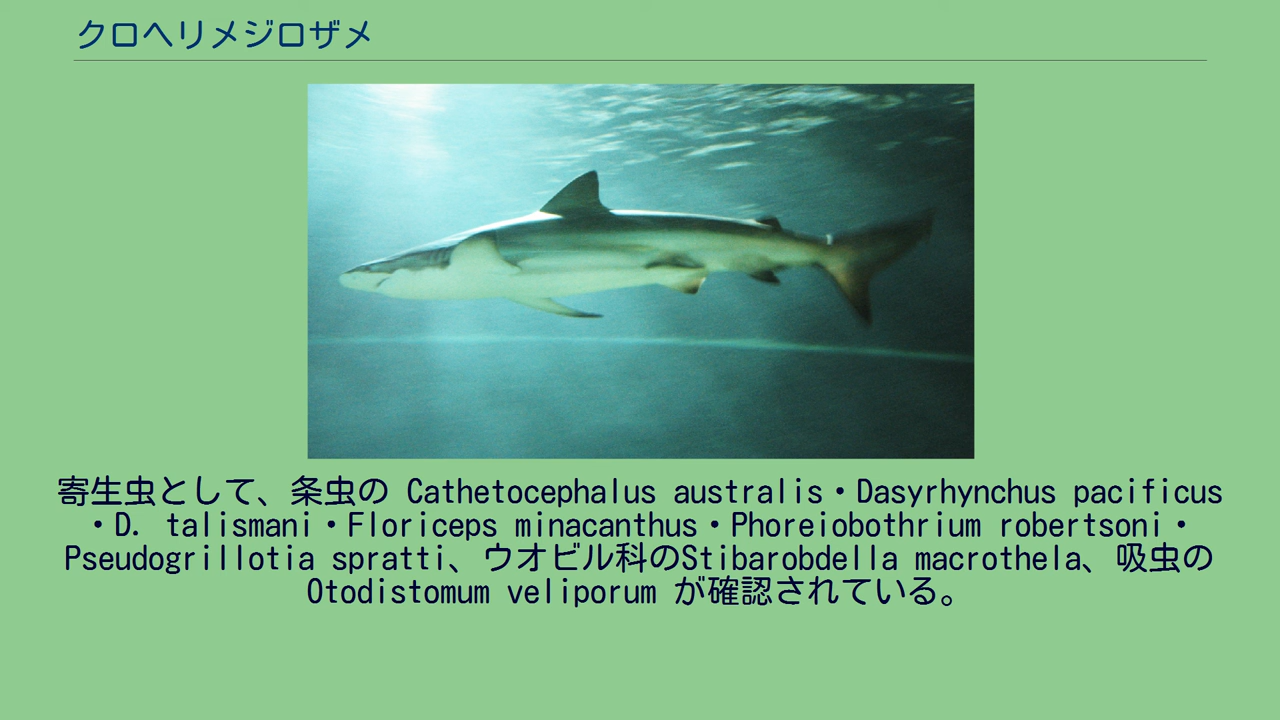 クロヘリメジロザメ
寄生虫として、条虫の Cathetocephalus australis・Dasyrhynchus pacificus
・D. talismani・Floriceps minacanthus・Phoreiobothrium robertsoni・
Pseudogrillotia spratti、ウオビル科のStibarobdella macrothela、吸虫の
Otodistomum veliporum が確認されている。